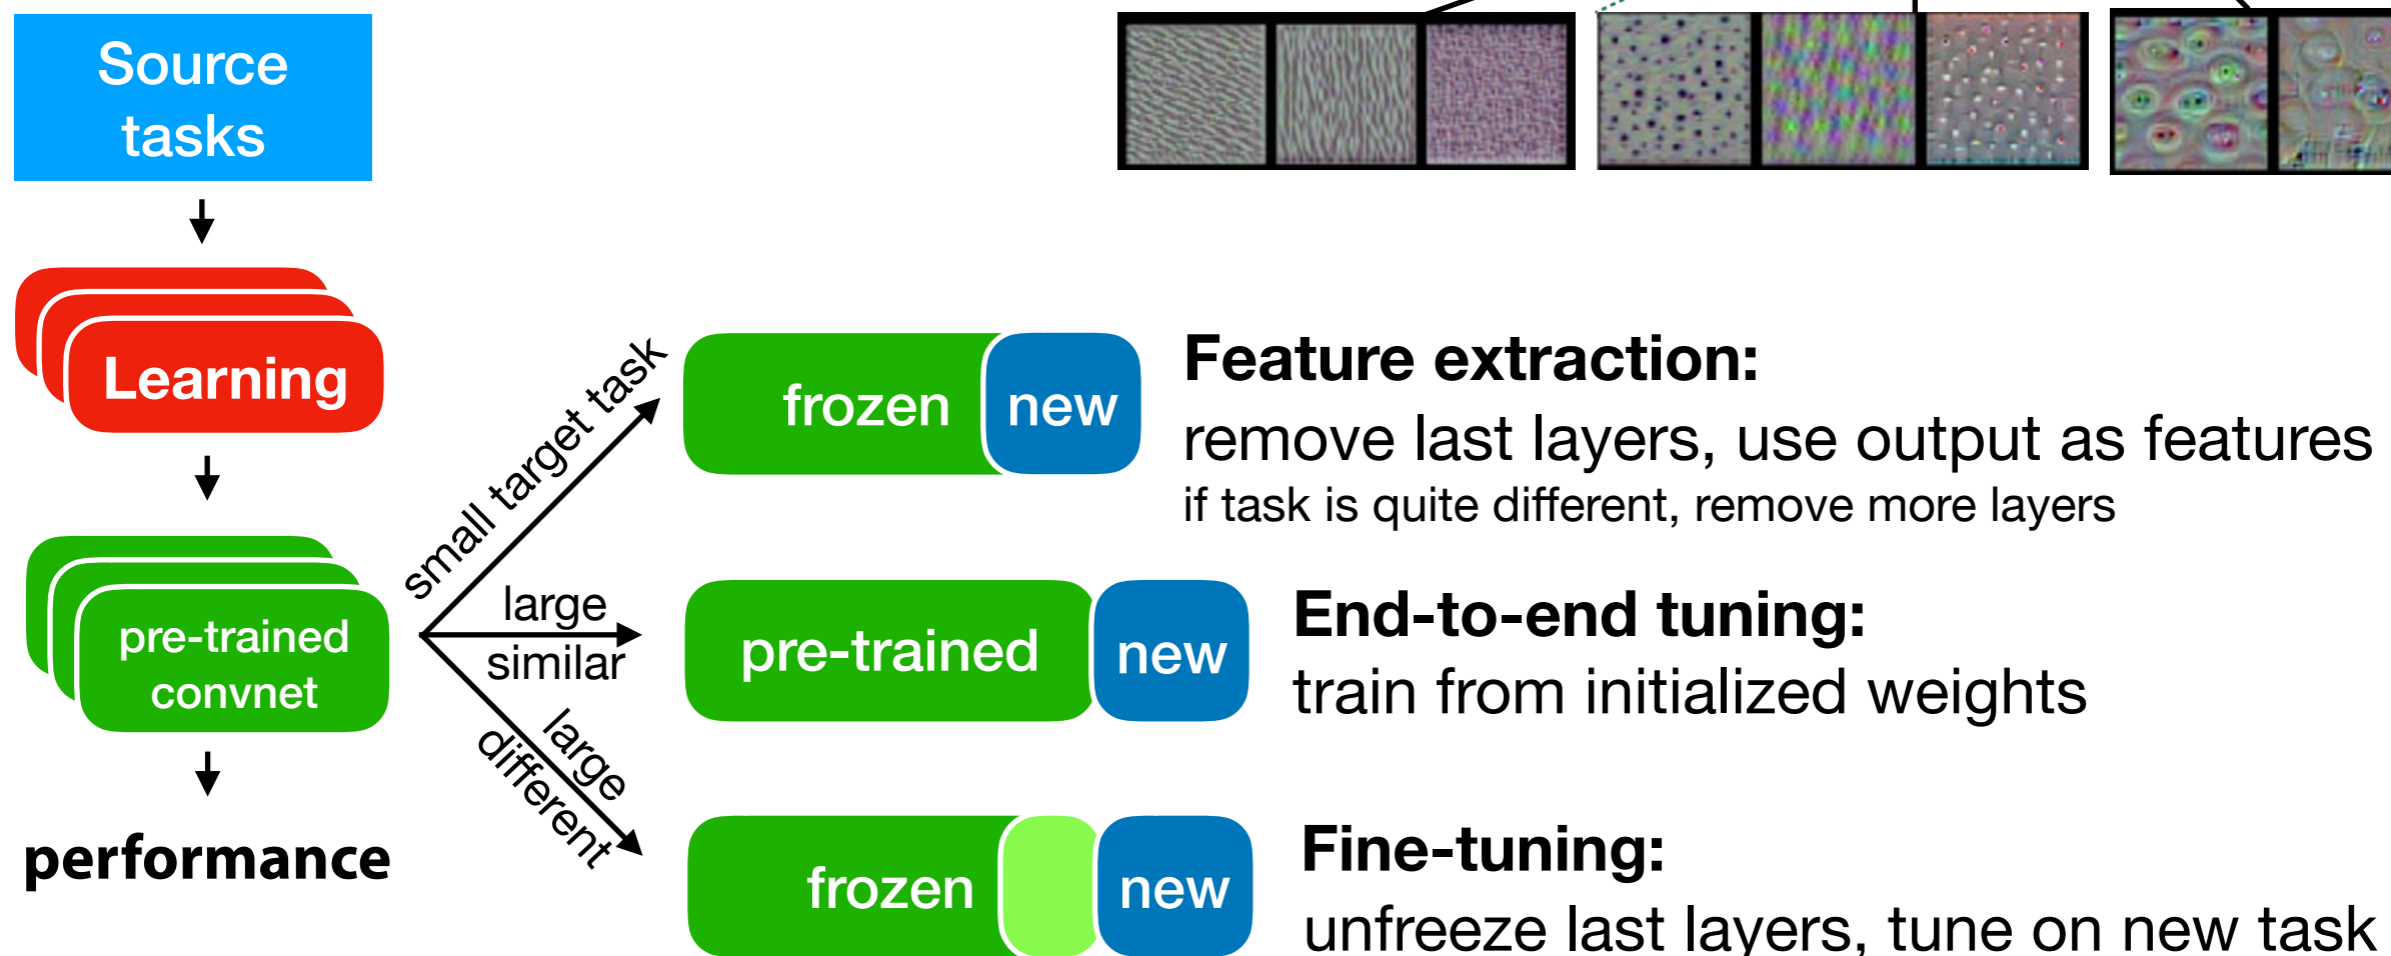 Source
tasks
Learning
pre-trained
convnet
performance
small target task
large
similar
large
different
frozen
new
Feature extraction:
remove last layers, use output as features
if task is quite different, remove more layers
pre-trained
new
End-to-end tuning:
train from initialized weights
frozen
new
Fine-tuning:
unfreeze last layers, tune on new task